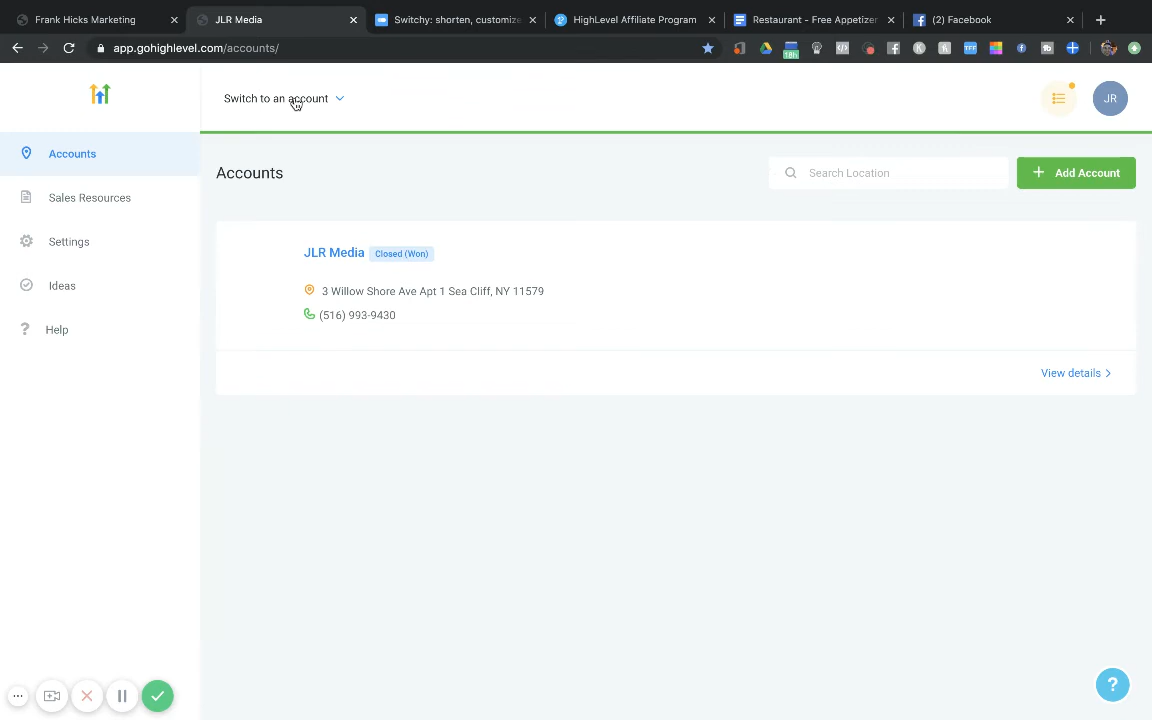 Frank Hicks Marketing
JLR Media
Switchy: shorten, customize
HighLevel Affiliate Program
Restaurant - Free Appetizer
(2) Facebook
app.gohighlevel.com/accounts/
18h
TFF
Switch to an account
JR
Accounts
Sales Resources
Settings
Ideas
Help
Accounts
Search Location
Add Account
JLR Media Closed (Won)
3 Willow Shore Ave Apt 1 Sea Cliff, NY 11579
(516) 993-9430
View details